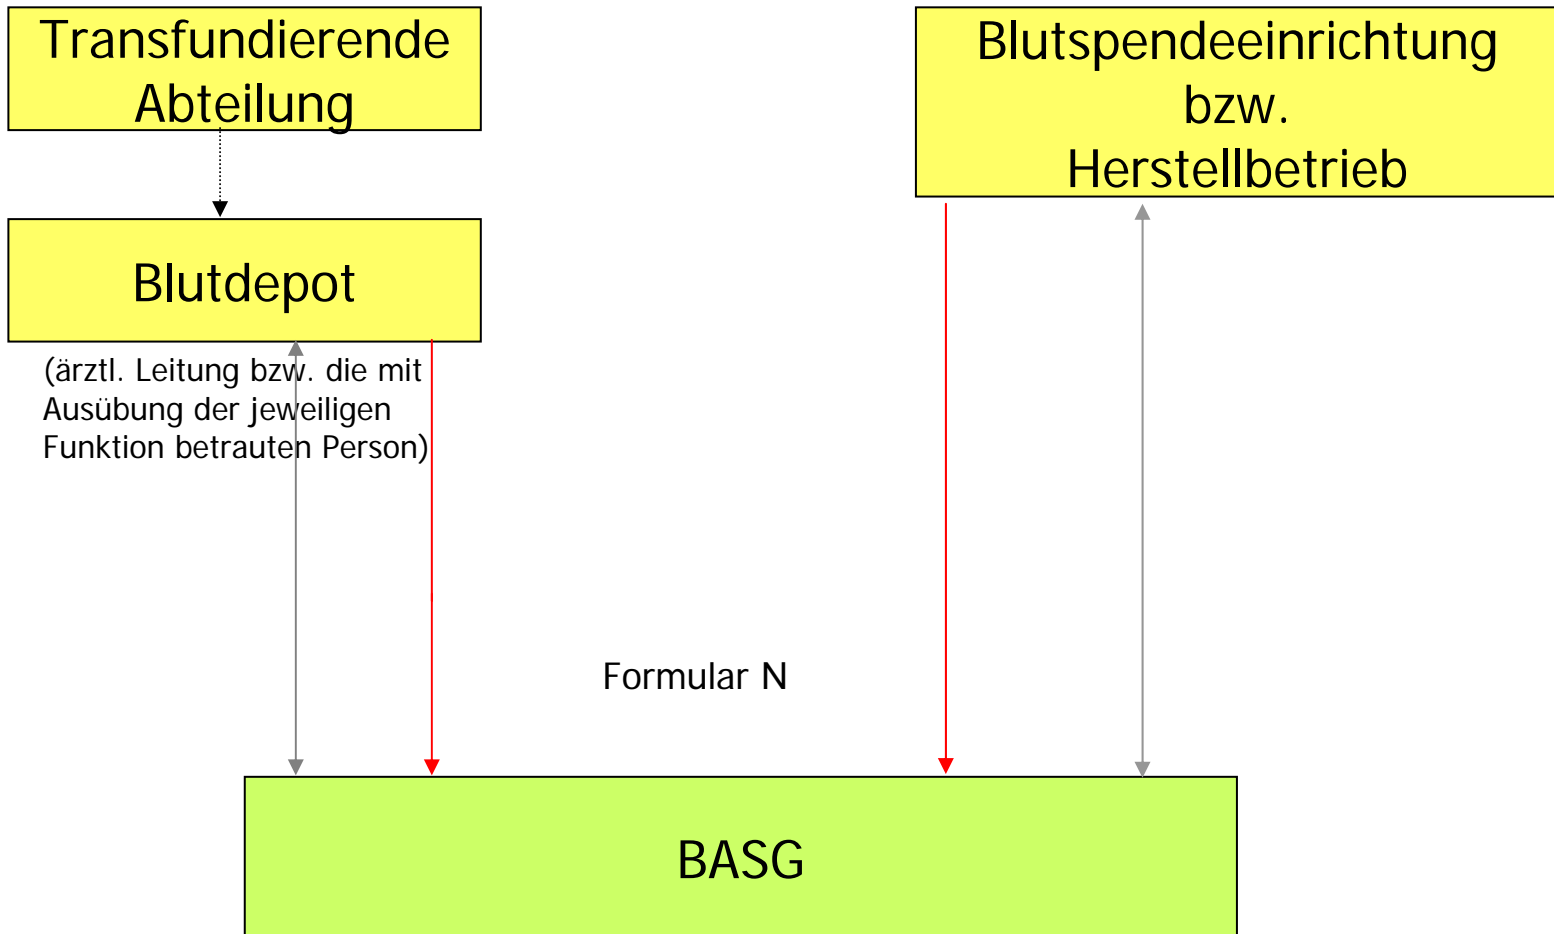 Transfundierende
Abteilung
Blutspendeeinrichtung
bzw.
Herstellbetrieb
Blutdepot
(ärztl. Leitung bzw. die mit
Ausübung der jeweiligen
Funktion betrauten Person)
Formular N
BASG